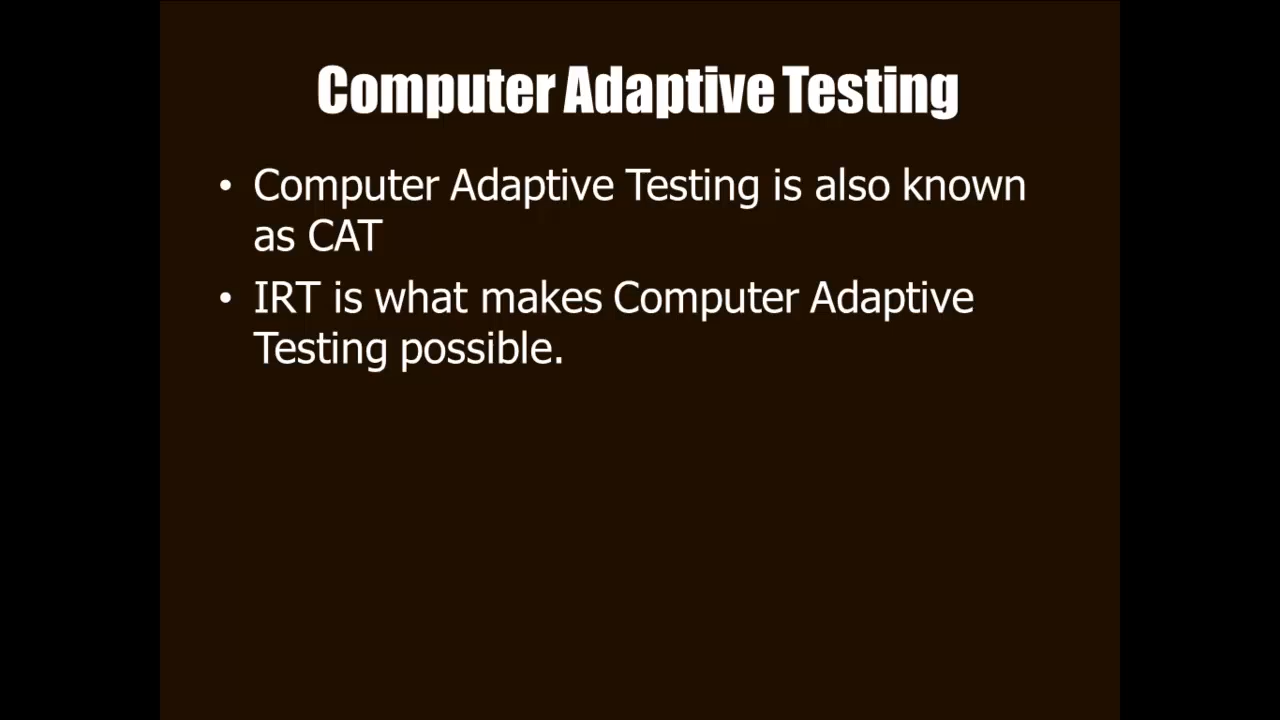 Computer Adaptive Testing
• Computer Adaptive Testing is also known
as CAT
• IRT is what makes Computer Adaptive
Testing possible.